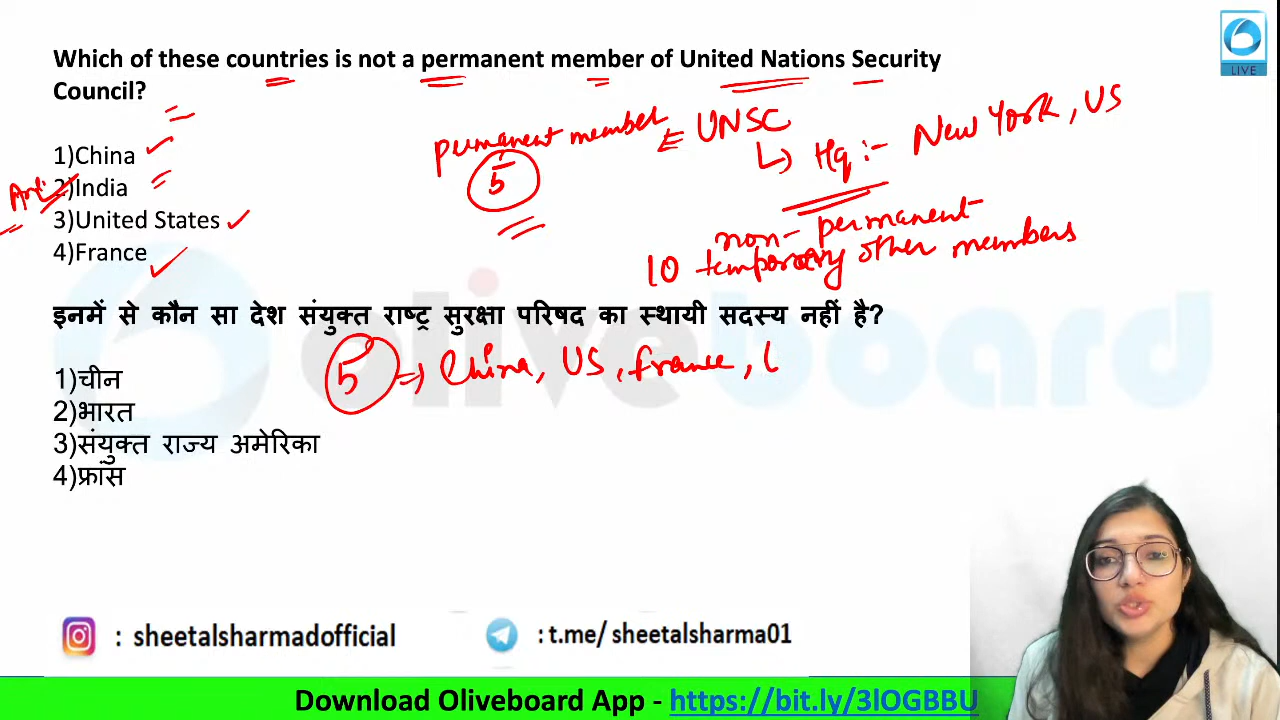 Which of these countries is not a permanent member of United Nations Security
Council?
LIVE
permanent member
UNSC
Hq :- New York, US
5
1)China
Ans
2)India
3)United States
4)France
non-permanent
10 temporary other members
इनमें से कौन सा देश संयुक्त राष्ट्र सुरक्षा परिषद का स्थायी सदस्य नहीं है?
oliveboard
5 => China, US, France,
1)चीन
2)भारत
3)संयुक्त राज्य अमेरिका
4)फ्रांस
: sheetalsharmadofficial
: t.me/ sheetalsharma01
Download Oliveboard App - https://bit.ly/3lOGBBU